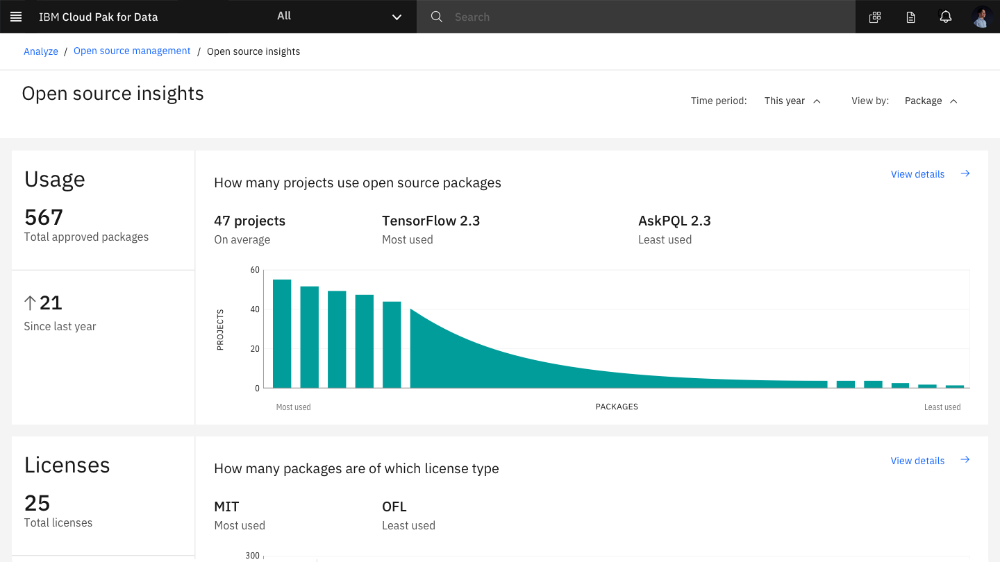 IBM Cloud Pak for Data
All
Search
Analyze / Open source management / Open source insights
Open source insights
Time period: This year View by: Package
Usage
567
Total approved packages
↑ 21
Since last year
How many projects use open source packages
View details →
47 projects
On average
TensorFlow 2.3
Most used
AskPQL 2.3
Least used
60
40
20
0
PROJECTS
Most used
PACKAGES
Least used
Licenses
25
Total licenses
How many packages are of which license type
View details →
MIT
Most used
OFL
Least used
300